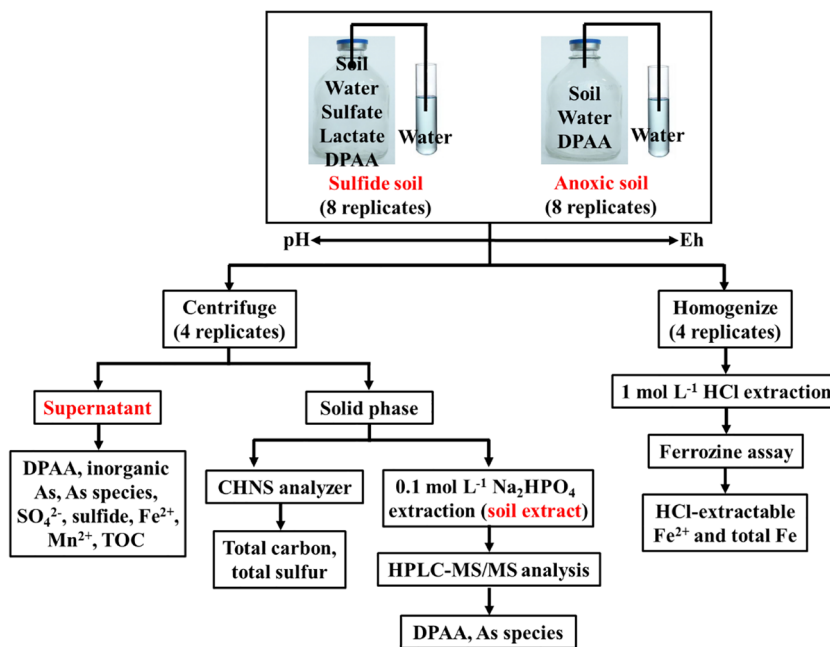 Soil
Water
Sulfate
Lactate
DPAA
Water
Sulfide soil
(8 replicates)
Soil
Water
DPAA
Water
Anoxic soil
(8 replicates)
pH
Eh
Centrifuge
(4 replicates)
Homogenize
(4 replicates)
Supernatant
Solid phase
1 mol L⁻¹ HCl extraction
DPAA, inorganic
As, As species,
SO₄²⁻, sulfide, Fe²⁺,
Mn²⁺, TOC
CHNS analyzer
0.1 mol L⁻¹ Na₂HPO₄
extraction (soil extract)
Ferrozine assay
Total carbon,
total sulfur
HPLC-MS/MS analysis
HCl-extractable
Fe²⁺ and total Fe
DPAA, As species